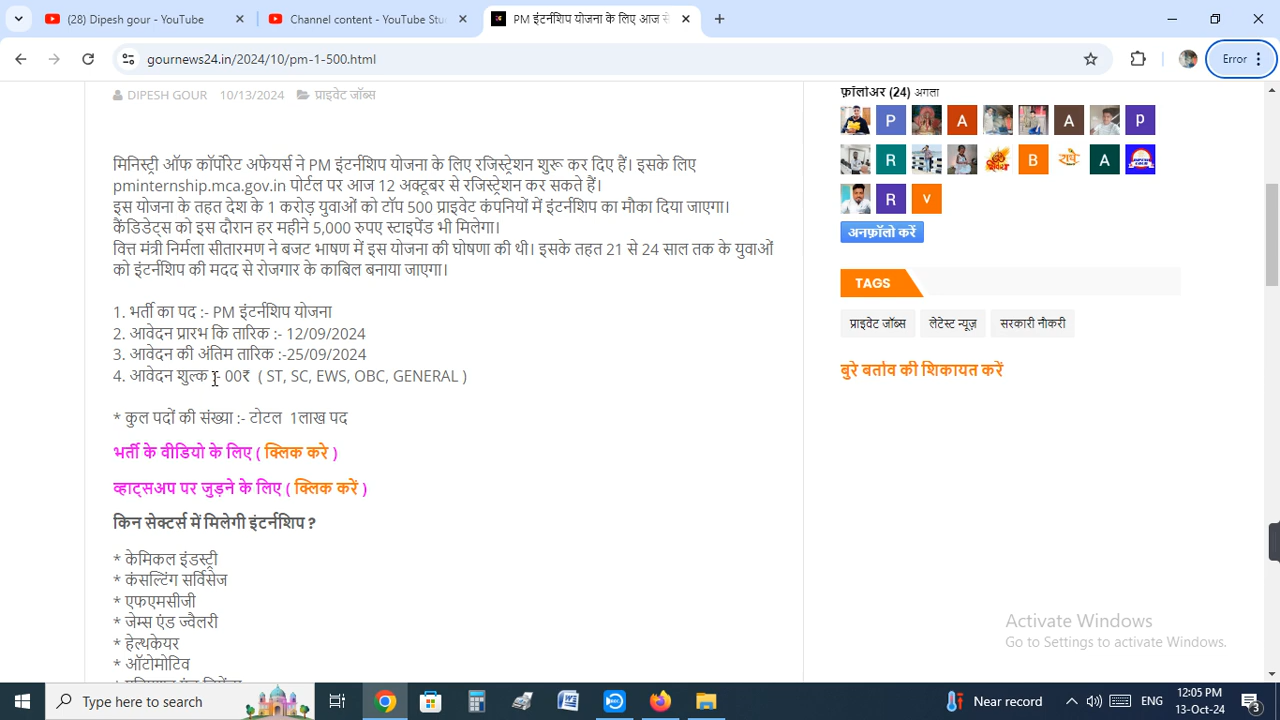 (28) Dipesh gour - YouTube
Channel content - YouTube Stu
PM इंटर्नशिप योजना के लिए आज से
gournews24.in/2024/10/pm-1-500.html
Error
DIPESH GOUR 10/13/2024 प्राइवेट जॉब्स
मिनिस्ट्री ऑफ कॉर्पोरेट अफेयर्स ने PM इंटर्नशिप योजना के लिए रजिस्ट्रेशन शुरू कर दिए हैं। इसके लिए
pminternship.mca.gov.in पोर्टल पर आज 12 अक्टूबर से रजिस्ट्रेशन कर सकते हैं।
इस योजना के तहत देश के 1 करोड़ युवाओं को टॉप 500 प्राइवेट कंपनियों में इंटर्नशिप का मौका दिया जाएगा।
कैंडिडेट्स को इस दौरान हर महीने 5,000 रुपए स्टाइपेंड भी मिलेगा।
वित्त मंत्री निर्मला सीतारमण ने बजट भाषण में इस योजना की घोषणा की थी। इसके तहत 21 से 24 साल तक के युवाओं
को इंटर्नशिप की मदद से रोजगार के काबिल बनाया जाएगा।
1. भर्ती का पद :- PM इंटर्नशिप योजना
2. आवेदन प्रारंभ कि तारिक :- 12/09/2024
3. आवेदन की अंतिम तारिक :-25/09/2024
4. आवेदन शुल्क :- 00₹ ( ST, SC, EWS, OBC, GENERAL )
* कुल पदों की संख्या :- टोटल 1लाख पद
भर्ती के वीडियो के लिए ( क्लिक करे )
व्हाट्सअप पर जुड़ने के लिए ( क्लिक करें )
किन सेक्टर्स में मिलेगी इंटर्नशिप ?
* केमिकल इंडस्ट्री
* कंसल्टिंग सर्विसेज
* एफएमसीजी
* जेम्स एंड ज्वैलरी
* हेल्थकेयर
* ऑटोमोटिव
फ़ॉलोअर (24) अगला
P A A p
R B राधे A
R v
अनफ़ॉलो करें
TAGS
प्राइवेट जॉब्स लेटेस्ट न्यूज़ सरकारी नौकरी
बुरे बर्ताव की शिकायत करें
Activate Windows
Go to Settings to activate Windows.
Type here to search
Near record
ENG
12:05 PM
13-Oct-24
3